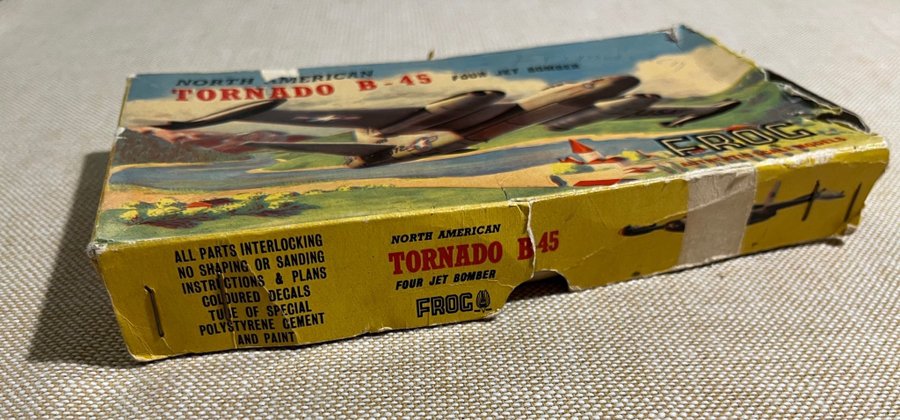 NORTH AMERICAN
TORNADO B-45 FOUR JET BOMBER
FROG
ALL PARTS INTERLOCKING
NO SHAPING OR SANDING
INSTRUCTIONS & PLANS
COLOURED DECALS
TUBE OF SPECIAL
POLYSTYRENE CEMENT
AND PAINT
NORTH AMERICAN
TORNADO B 45
FOUR JET BOMBER
FROG